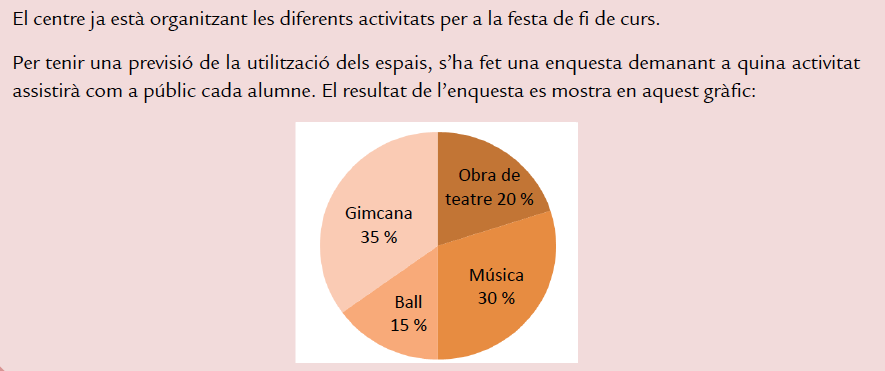 El centre ja està organitzant les diferents activitats per a la festa de fi de curs.
Per tenir una previsió de la utilització dels espais, s’ha fet una enquesta demanant a quina activitat
assistirà com a públic cada alumne. El resultat de l’enquesta es mostra en aquest gràfic:
Obra de
teatre 20 %
Gimcana
35 %
Música
30 %
Ball
15 %